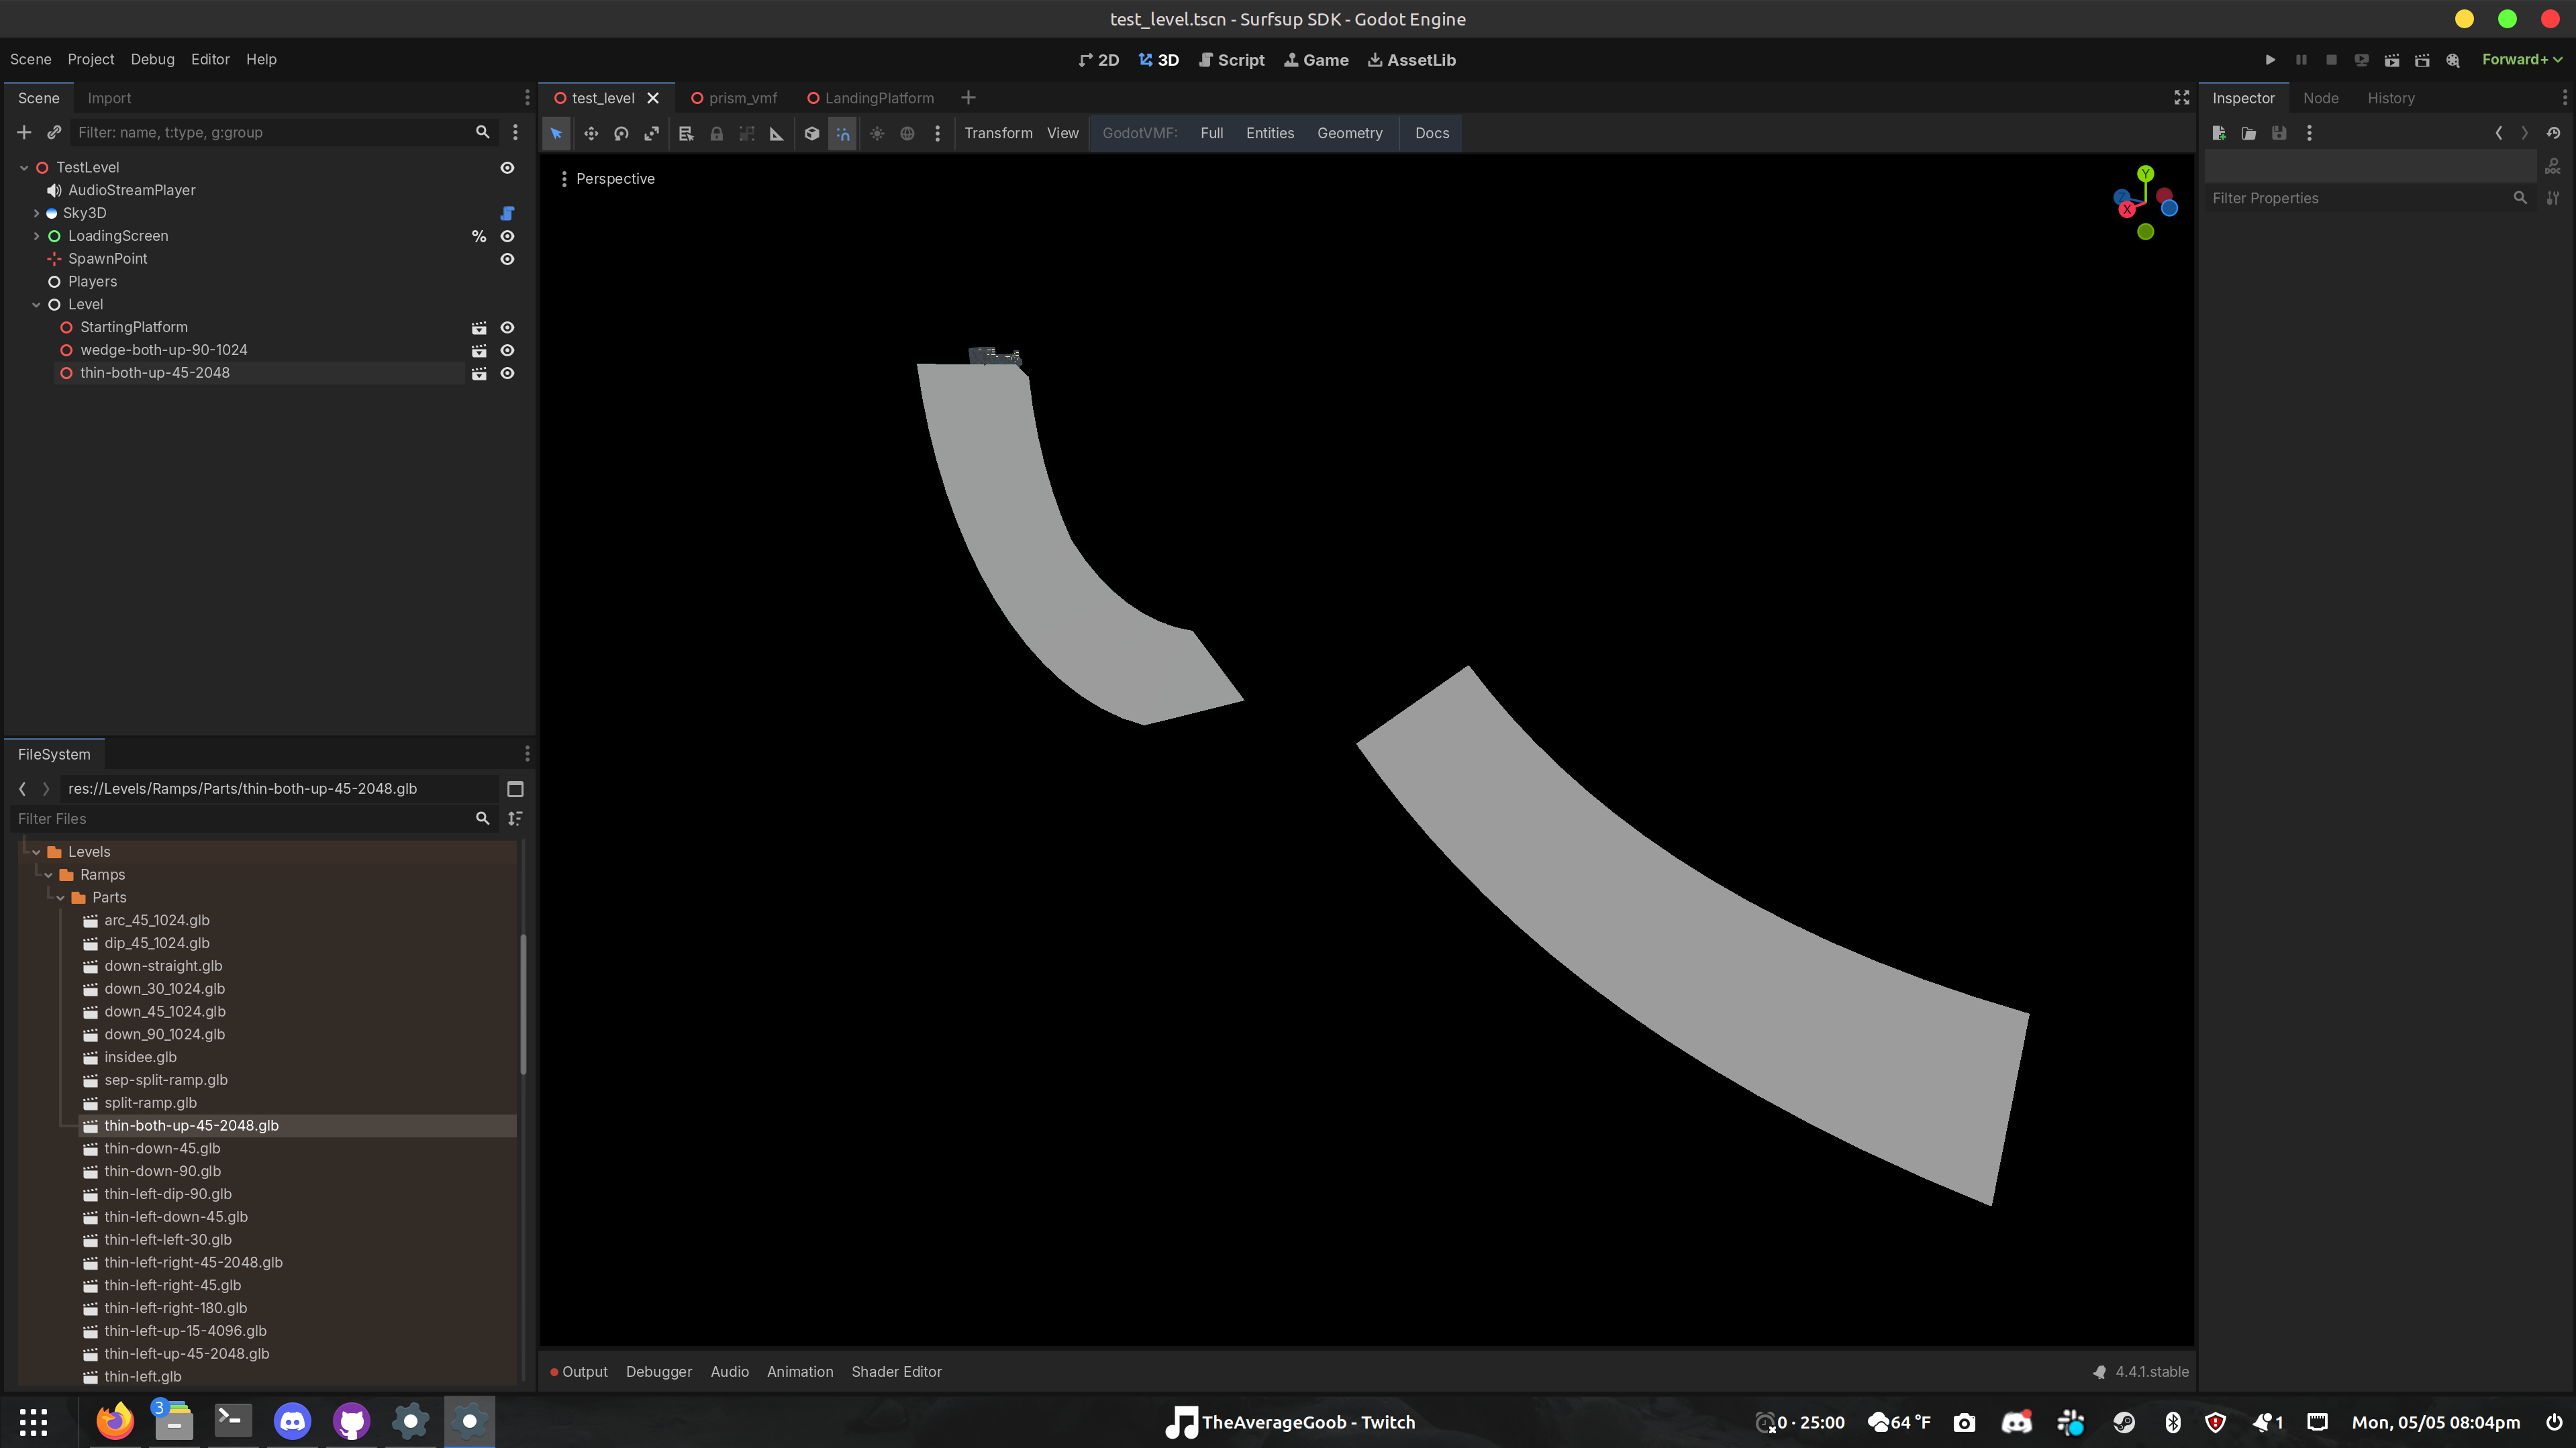 test_level.tscn - Surfsup SDK - Godot Engine
Scene Project Debug Editor Help
2D 3D Script Game AssetLib
Forward+
Scene Import
test_level prism_vmf LandingPlatform
Inspector Node History
Filter: name, t:type, g:group
Transform View GodotVMF: Full Entities Geometry Docs
TestLevel
AudioStreamPlayer
Sky3D
LoadingScreen
SpawnPoint
Players
Level
StartingPlatform
wedge-both-up-90-1024
thin-both-up-45-2048
Perspective
Y
Z
X
DOC
Filter Properties
FileSystem
res://Levels/Ramps/Parts/thin-both-up-45-2048.glb
Filter Files
Levels
Ramps
Parts
arc_45_1024.glb
dip_45_1024.glb
down-straight.glb
down_30_1024.glb
down_45_1024.glb
down_90_1024.glb
insidee.glb
sep-split-ramp.glb
split-ramp.glb
thin-both-up-45-2048.glb
thin-down-45.glb
thin-down-90.glb
thin-left-dip-90.glb
thin-left-down-45.glb
thin-left-left-30.glb
thin-left-right-45-2048.glb
thin-left-right-45.glb
thin-left-right-180.glb
thin-left-up-15-4096.glb
thin-left-up-45-2048.glb
thin-left.glb
Output Debugger Audio Animation Shader Editor
4.4.1.stable
3
TheAverageGoob - Twitch
0 · 25:00
64 °F
1
Mon, 05/05 08:04pm